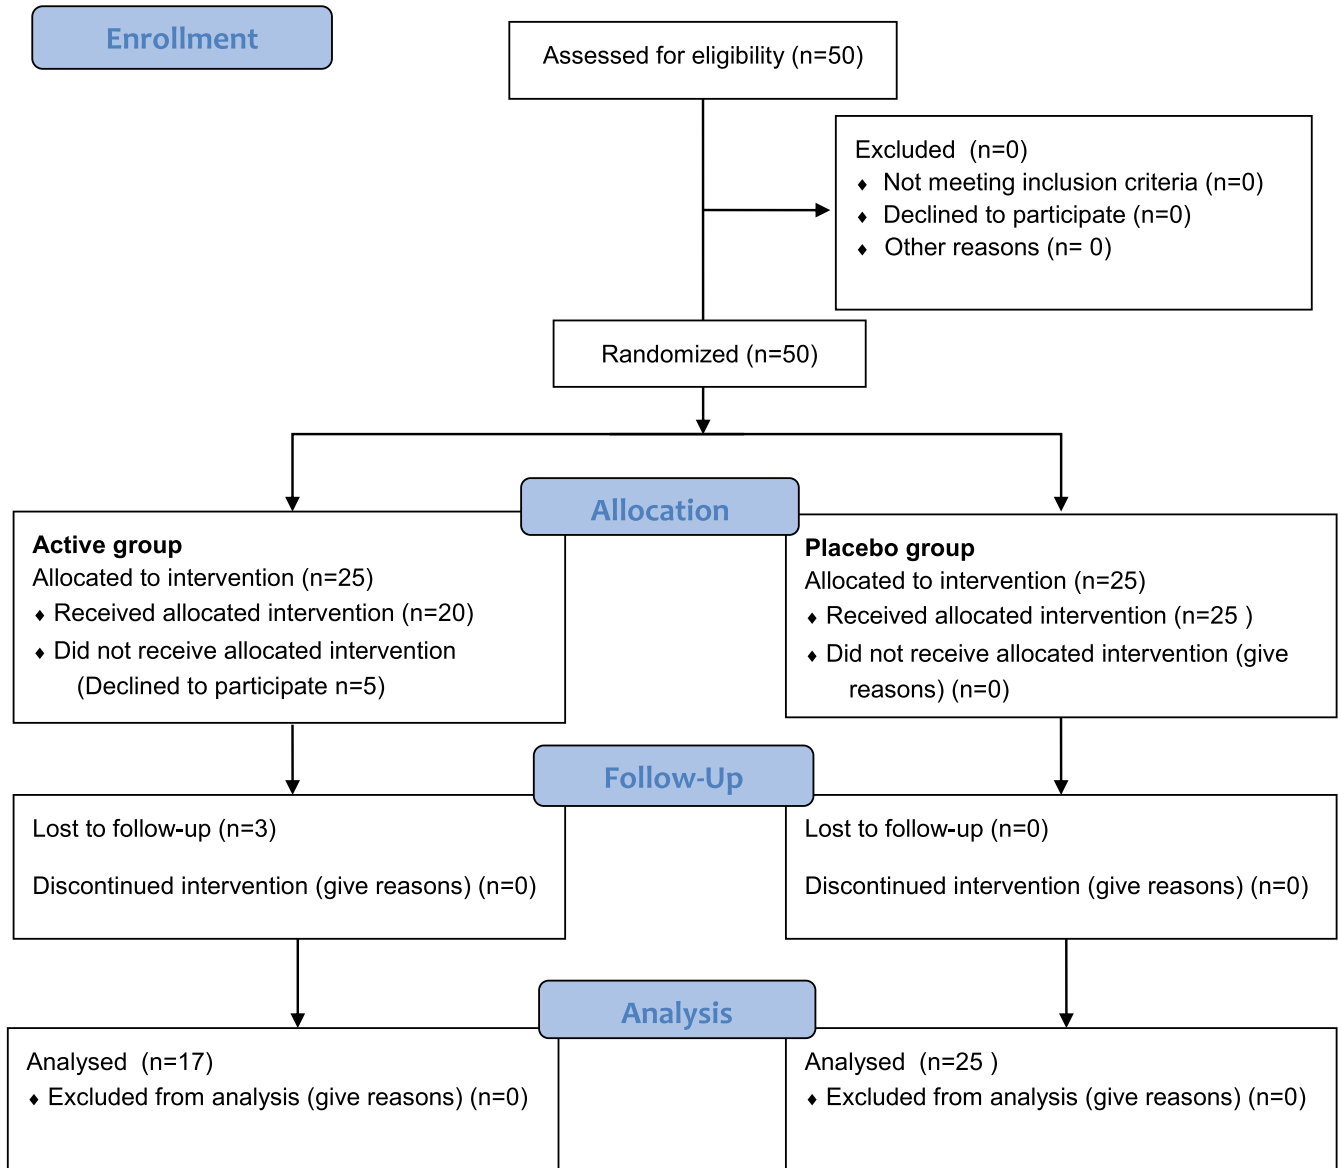 Enrollment
Assessed for eligibility (n=50)
Excluded (n=0)
♦ Not meeting inclusion criteria (n=0)
♦ Declined to participate (n=0)
♦ Other reasons (n= 0)
Randomized (n=50)
Allocation
Active group
Allocated to intervention (n=25)
♦ Received allocated intervention (n=20)
♦ Did not receive allocated intervention
(Declined to participate n=5)
Placebo group
Allocated to intervention (n=25)
♦ Received allocated intervention (n=25 )
♦ Did not receive allocated intervention (give
reasons) (n=0)
Follow-Up
Lost to follow-up (n=3)
Discontinued intervention (give reasons) (n=0)
Lost to follow-up (n=0)
Discontinued intervention (give reasons) (n=0)
Analysis
Analysed (n=17)
♦ Excluded from analysis (give reasons) (n=0)
Analysed (n=25 )
♦ Excluded from analysis (give reasons) (n=0)